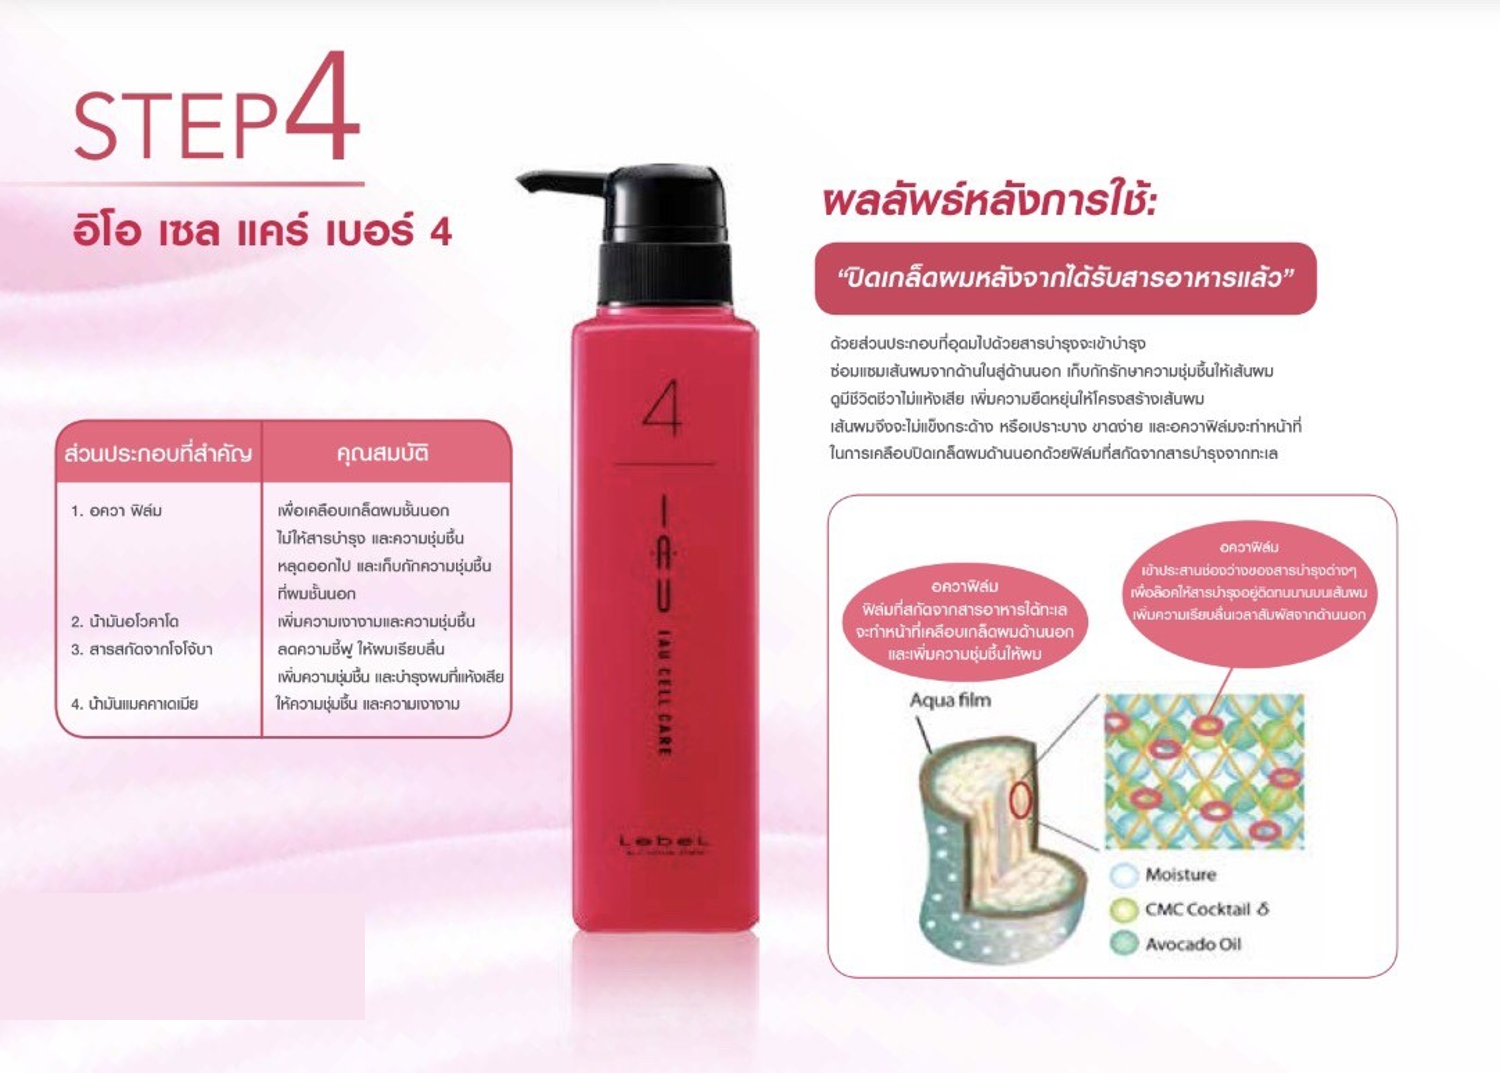 STEP4
อิโอ เซล แคร์ เบอร์ 4
ส่วนประกอบที่สำคัญ
คุณสมบัติ
1. อควา ฟิล์ม
เพื่อเคลือบเกล็ดผมชั้นนอก
ไม่ให้สารบำรุง และความชุ่มชื้น
หลุดออกไป และเก็บกักความชุ่มชื้น
ที่ผมชั้นนอก
2. น้ำมันอโวคาโด
เพิ่มความเงางามและความชุ่มชื้น
3. สารสกัดจากโจโจ้บา
ลดความชี้ฟู ให้ผมเรียบลื่น
เพิ่มความชุ่มชื้น และบำรุงผมที่แห้งเสีย
4. น้ำมันแมคคาเดเมีย
ให้ความชุ่มชื้น และความเงางาม
4
IAU
IAU CELL CARE
LebeL
ผลลัพธ์หลังการใช้:
“ปิดเกล็ดผมหลังจากได้รับสารอาหารแล้ว”
ด้วยส่วนประกอบที่อุดมไปด้วยสารบำรุงจะเข้าบำรุง
ซ่อมแซมเส้นผมจากด้านในสู่ด้านนอก เก็บกักรักษาความชุ่มชื้นให้เส้นผม
ดูมีชีวิตชีวาไม่แห้งเสีย เพิ่มความยืดหยุ่นให้โครงสร้างเส้นผม
เส้นผมจึงจะไม่แข็งกระด้าง หรือเปราะบาง ขาดง่าย และอควาฟิล์มจะทำหน้าที่
ในการเคลือบปิดเกล็ดผมด้านนอกด้วยฟิล์มที่สกัดจากสารบำรุงจากทะเล
อควาฟิล์ม
ฟิล์มที่สกัดจากสารอาหารใต้ทะเล
จะทำหน้าที่เคลือบเกล็ดผมด้านนอก
และเพิ่มความชุ่มชื้นให้ผม
อควาฟิล์ม
เข้าประสานช่องว่างของสารบำรุงต่างๆ
เพื่อล๊อคให้สารบำรุงอยู่ติดทนนานบนเส้นผม
เพิ่มความเรียบลื่นเวลาสัมผัสจากด้านนอก
Aqua film
Moisture
CMC Cocktail δ
Avocado Oil